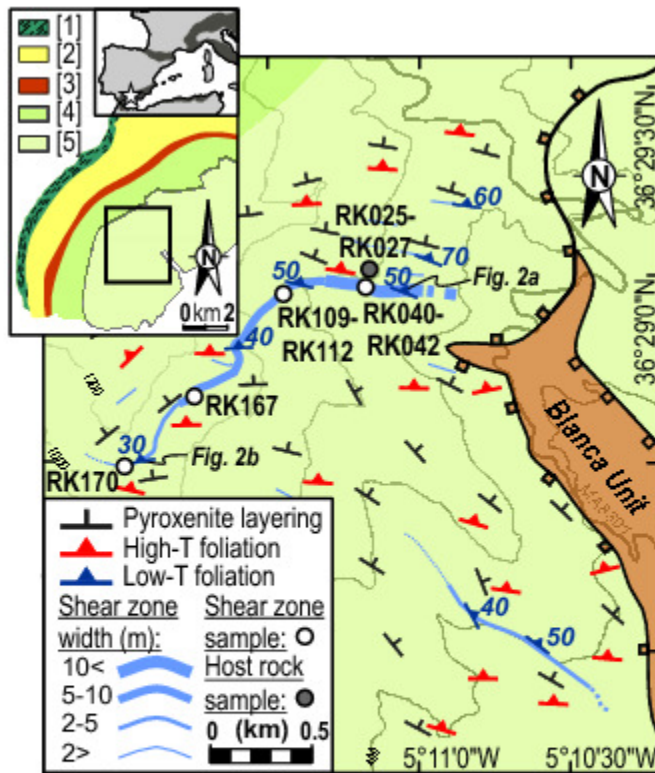 [1]
[2]
[3]
[4]
[5]
N
0 km 2
N
36°29'30"N
36°29'0"N
60
RK025-
RK027
70
50
50
Fig. 2a
RK109-
RK112
RK040-
RK042
40
RK167
30
Fig. 2b
RK170
1200
Blanca Unit
40
50
Pyroxenite layering
High-T foliation
Low-T foliation
Shear zone
width (m):
10<
5-10
2-5
2>
Shear zone
sample:
Host rock
sample:
0 (km) 0.5
5°11'0"W
5°10'30"W